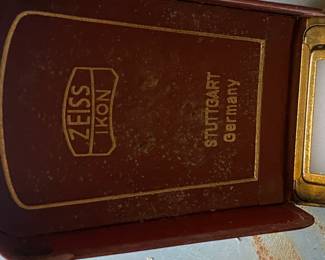 ZEISS
IKON
STUTTGART
Germany